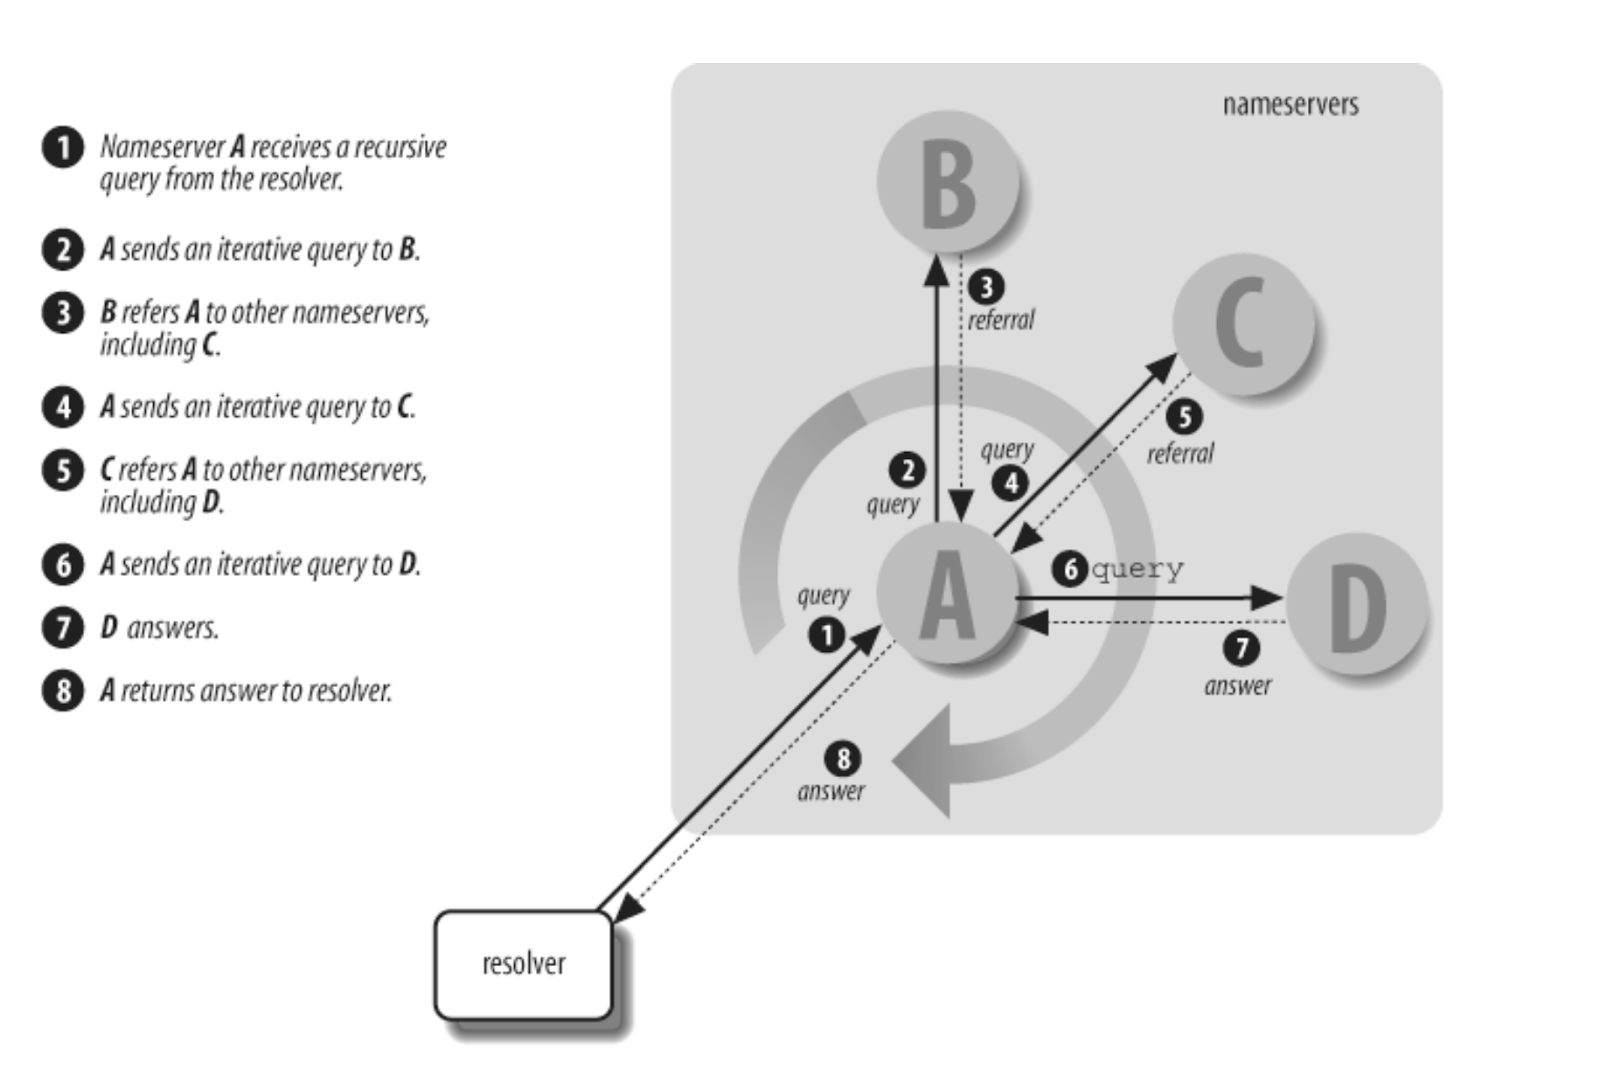 1 Nameserver A receives a recursive
query from the resolver.
2 A sends an iterative query to B.
3 B refers A to other nameservers,
including C.
4 A sends an iterative query to C.
5 C refers A to other nameservers,
including D.
6 A sends an iterative query to D.
7 D answers.
8 A returns answer to resolver.
nameservers
B
3
referral
C
5
referral
query
4
2
query
A
6 query
D
7
answer
query
1
8
answer
resolver